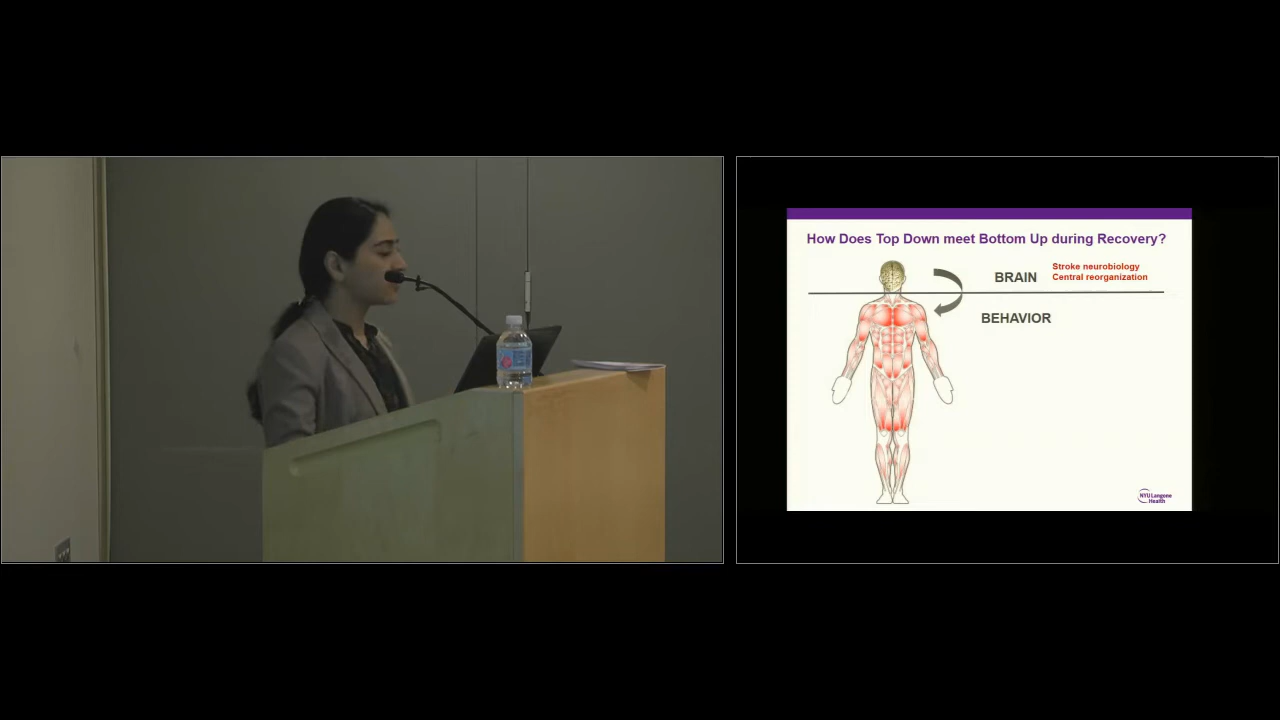 How Does Top Down meet Bottom Up during Recovery?
Stroke neurobiology
BRAIN
Central reorganization
BEHAVIOR
NYU Langone
Health